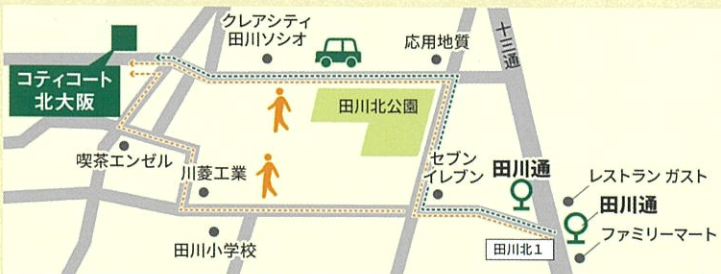 クレアシティ
田川ソシオ
応用地質
十三通
コティコート
北大阪
田川北公園
喫茶エンゼル
川菱工業
セブン
イレブン
田川通
レストラン ガスト
田川通
田川小学校
田川北1
ファミリーマート